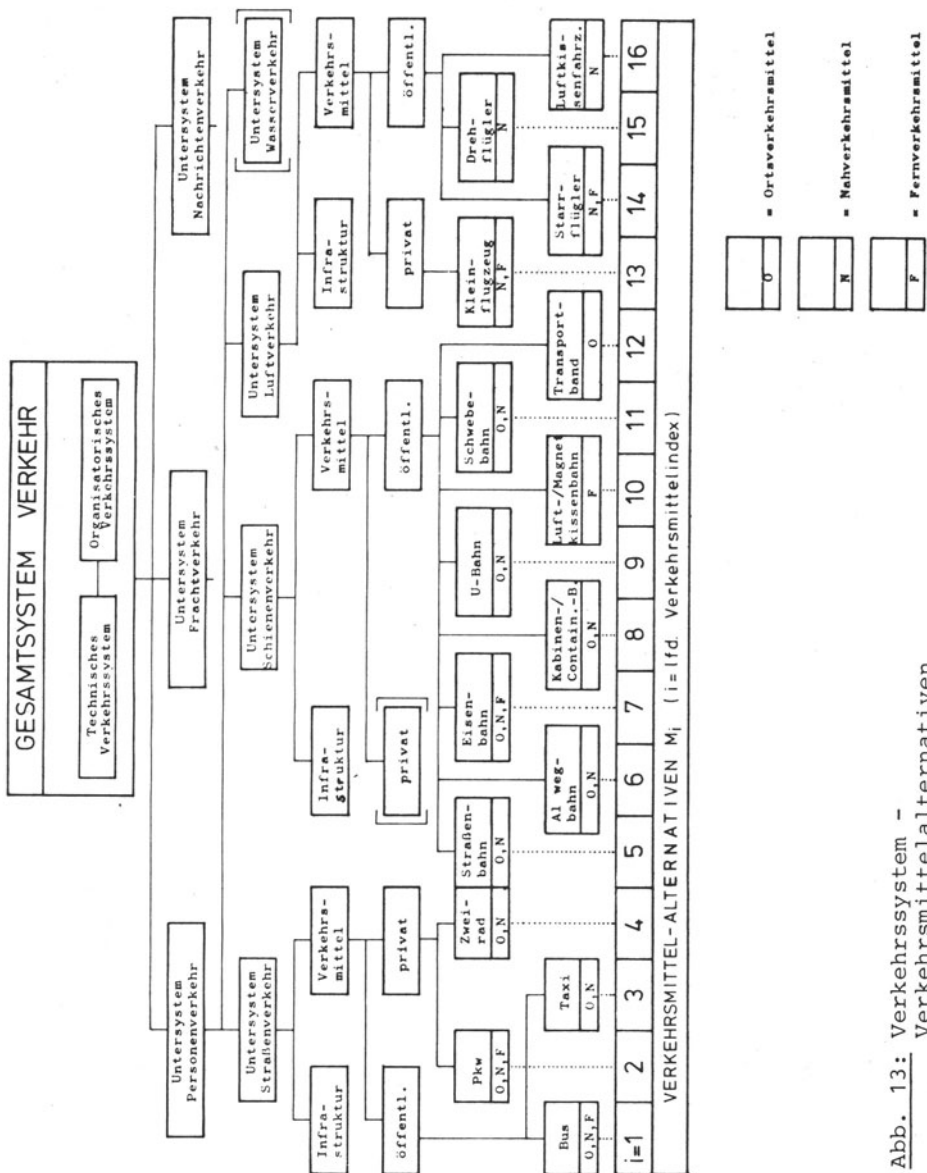 GESAMTSYSTEM VERKEHR
Technisches
Verkehrssystem
Organisatorisches
Verkehrssystem
Untersystem
Personenverkehr
Untersystem
Frachtverkehr
Untersystem
Nachrichtenverkehr
Untersystem
Straßenverkehr
Untersystem
Schienenverkehr
Untersystem
Luftverkehr
Untersystem
Wasserverkehr
Infra-
struktur
Verkehrs-
mittel
Infra-
struktur
Verkehrs-
mittel
Infra-
struktur
Verkehrs-
mittel
öffentl.
privat
privat
öffentl.
privat
öffentl.
Bus
O,N,F
Pkw
O,N,F
Taxi
O,N
Zwei-
rad
O,N
Straßen-
bahn
O,N
Al weg-
bahn
O,N
Eisen-
bahn
O,N,F
Kabinen-/
Contain.-B.
O,N
U-Bahn
O,N
Luft-/Magnet
kissenbahn
F
Schwebe-
bahn
O,N
Transport-
band
O
Klein-
flugzeug
N,F
Starr-
flügler
N,F
Dreh-
flügler
N
Luftkis-
senfahrz.
N
i=1 2 3 4 5 6 7 8 9 10 11 12 13 14 15 16
VERKEHRSMITTEL-ALTERNATIVEN Mi (i = lfd. Verkehrsmittelindex)
O = Ortsverkehrsmittel
N = Nahverkehrsmittel
F = Fernverkehrsmittel
Abb. 13: Verkehrssystem -
Verkehrsmittelalternativen